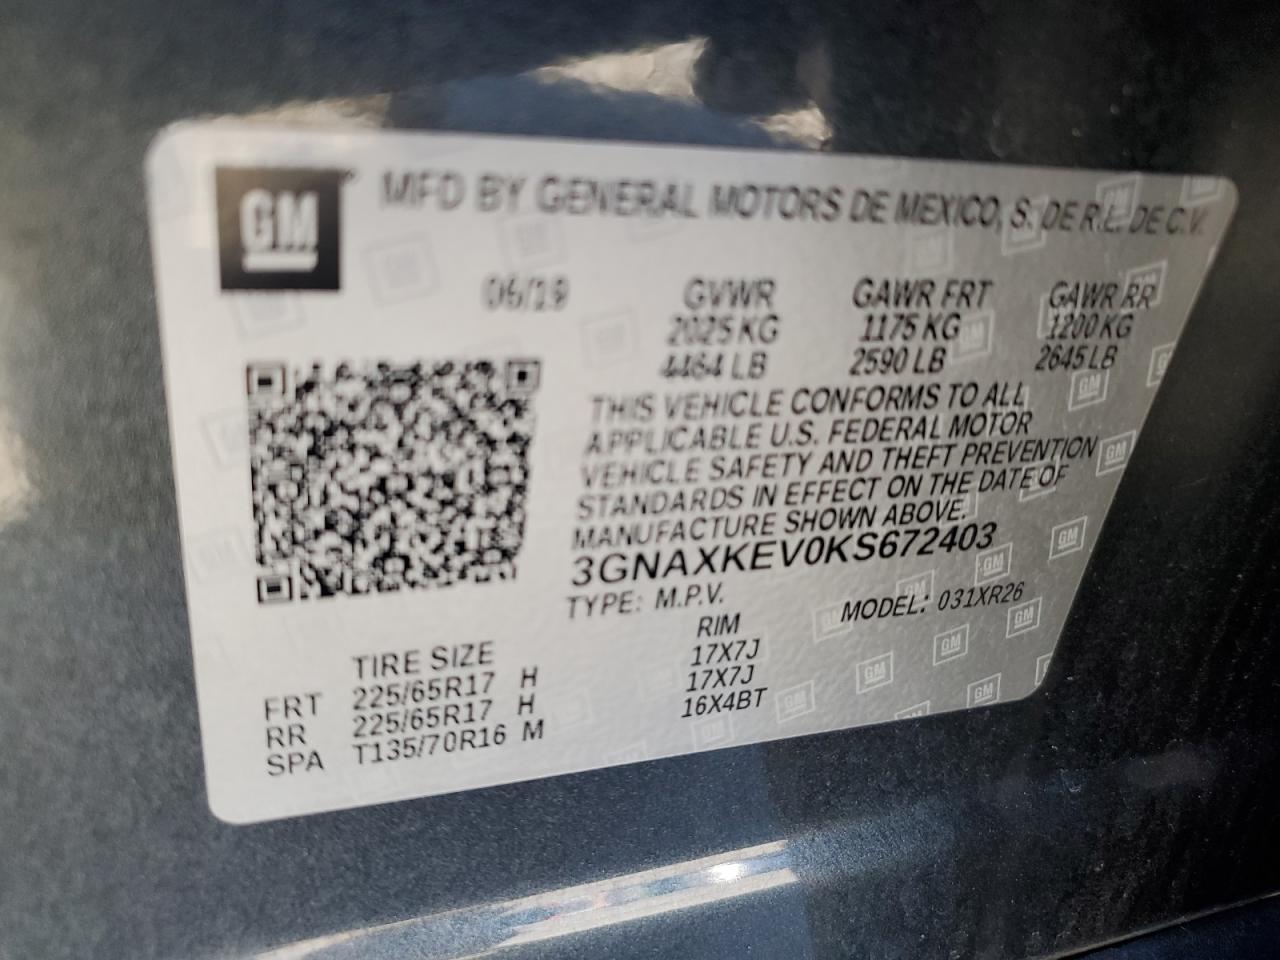 GM
MFD BY GENERAL MOTORS DE MEXICO, S. DE R.L. DE C.V.
06/19 GVWR GAWR FRT GAWR RR
2025 KG 1175 KG 1200 KG
4464 LB 2590 LB 2645 LB
THIS VEHICLE CONFORMS TO ALL
APPLICABLE U.S. FEDERAL MOTOR
VEHICLE SAFETY AND THEFT PREVENTION
STANDARDS IN EFFECT ON THE DATE OF
MANUFACTURE SHOWN ABOVE.
3GNAXKEV0KS672403
TYPE: M.P.V. MODEL: 031XR26
TIRE SIZE RIM
FRT 225/65R17 H 17X7J
RR 225/65R17 H 17X7J
SPA T135/70R16 M 16X4BT